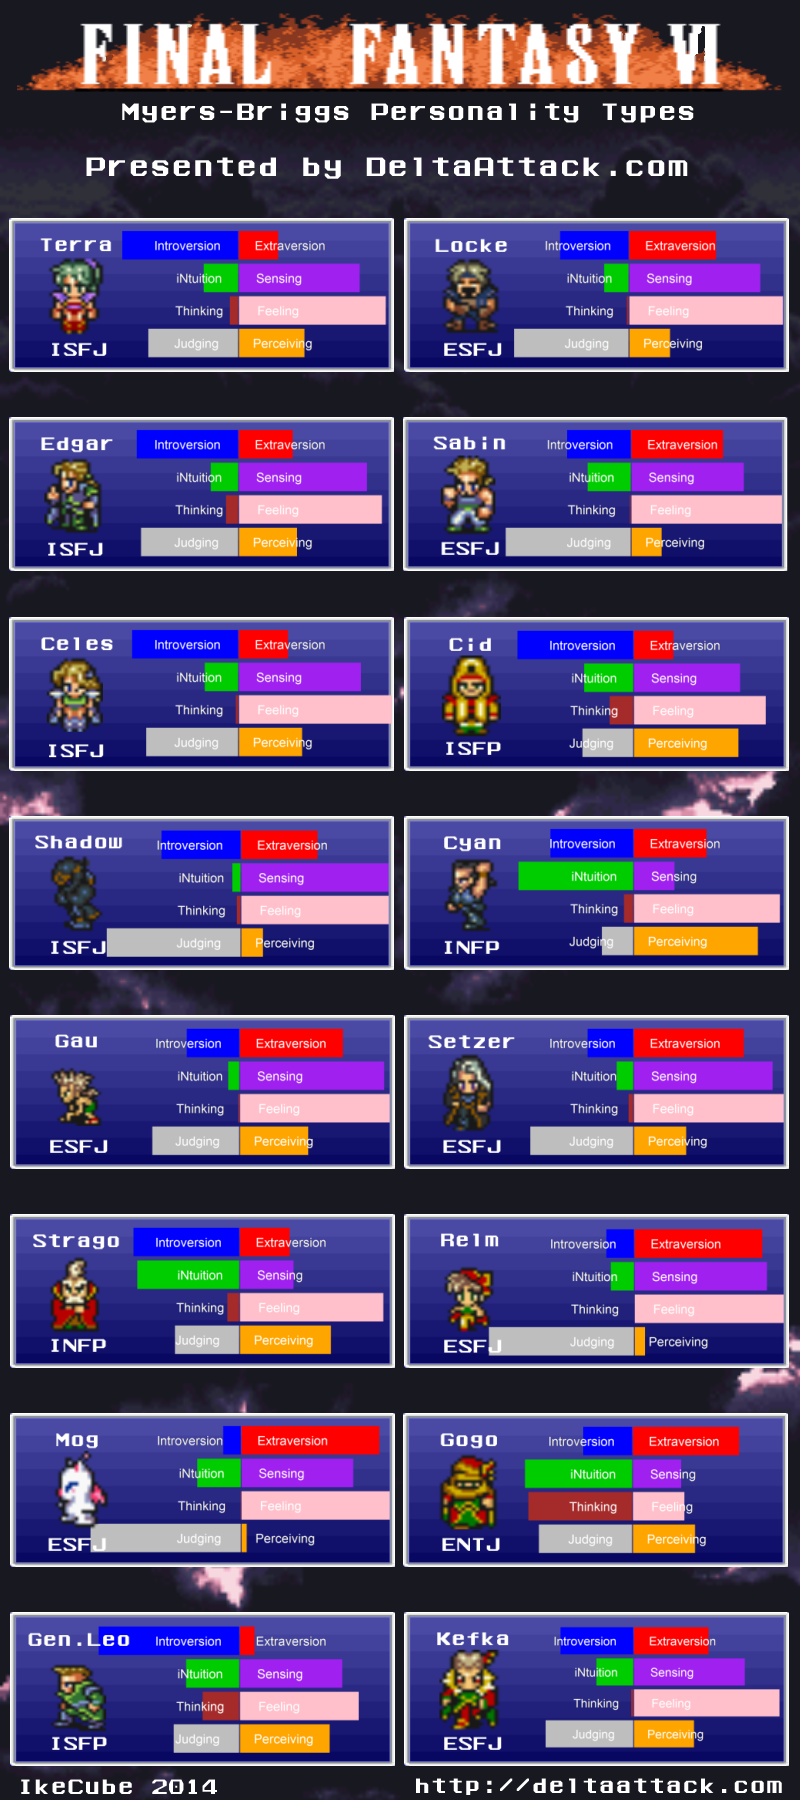 FINAL FANTASY VI
Myers-Briggs Personality Types
Presented by DeltaAttack.com
Terra
Introversion Extraversion
iNtuition Sensing
Thinking Feeling
Judging Perceiving
ISFJ
Locke
Introversion Extraversion
iNtuition Sensing
Thinking Feeling
Judging Perceiving
ESFJ
Edgar
Introversion Extraversion
iNtuition Sensing
Thinking Feeling
Judging Perceiving
ISFJ
Sabin
Introversion Extraversion
iNtuition Sensing
Thinking Feeling
Judging Perceiving
ESFJ
Celes
Introversion Extraversion
iNtuition Sensing
Thinking Feeling
Judging Perceiving
ISFJ
Cid
Introversion Extraversion
iNtuition Sensing
Thinking Feeling
Judging Perceiving
ISFP
Shadow
Introversion Extraversion
iNtuition Sensing
Thinking Feeling
Judging Perceiving
ISFJ
Cyan
Introversion Extraversion
iNtuition Sensing
Thinking Feeling
Judging Perceiving
INFP
Gau
Introversion Extraversion
iNtuition Sensing
Thinking Feeling
Judging Perceiving
ESFJ
Setzer
Introversion Extraversion
iNtuition Sensing
Thinking Feeling
Judging Perceiving
ESFJ
Strago
Introversion Extraversion
iNtuition Sensing
Thinking Feeling
Judging Perceiving
INFP
Relm
Introversion Extraversion
iNtuition Sensing
Thinking Feeling
Judging Perceiving
ESFJ
Mog
Introversion Extraversion
iNtuition Sensing
Thinking Feeling
Judging Perceiving
ESFJ
Gogo
Introversion Extraversion
iNtuition Sensing
Thinking Feeling
Judging Perceiving
ENTJ
Gen.Leo
Introversion Extraversion
iNtuition Sensing
Thinking Feeling
Judging Perceiving
ISFP
Kefka
Introversion Extraversion
iNtuition Sensing
Thinking Feeling
Judging Perceiving
ESFJ
IkeCube 2014
http://deltaattack.com